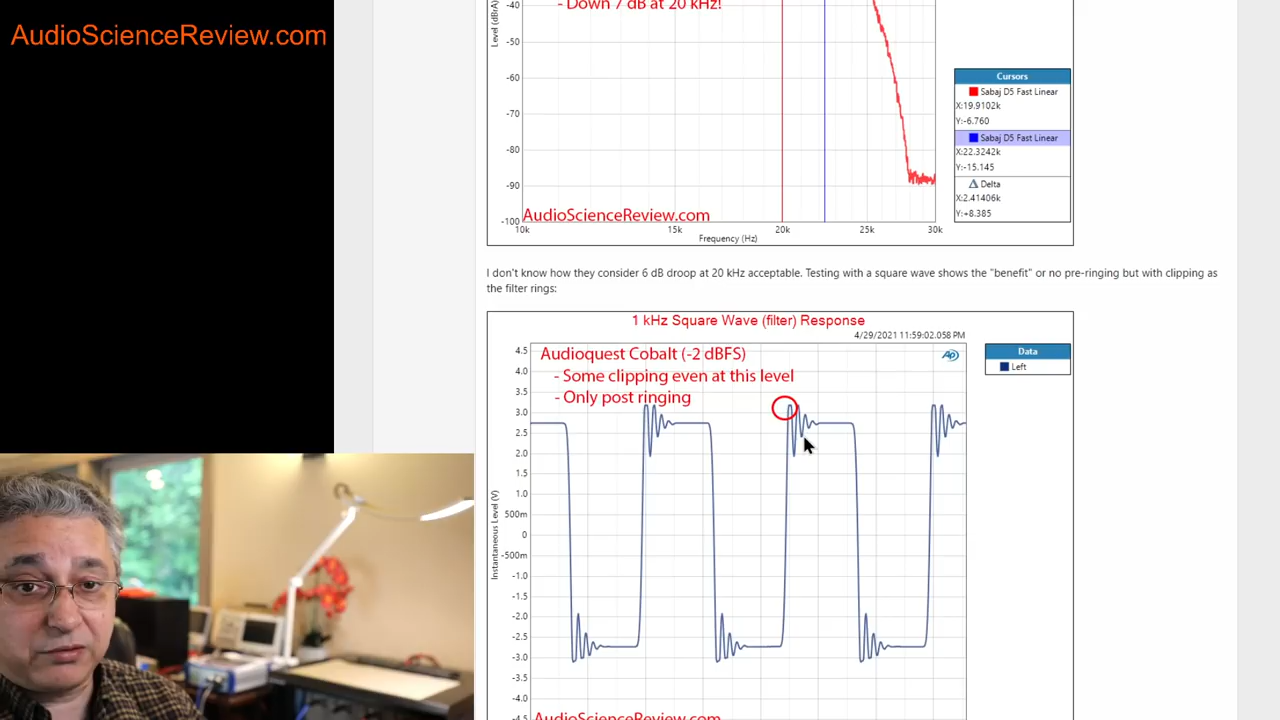 AudioScienceReview.com
- Down 7 dB at 20 kHz!
Level (dBrA)
-40
-50
-60
-70
-80
-90
-100
AudioScienceReview.com
10k
15k
20k
25k
30k
Frequency (Hz)
Cursors
Sabaj D5 Fast Linear
X:19.9102k
Y:-6.760
Sabaj D5 Fast Linear
X:22.3242k
Y:-15.145
Delta
X:2.41406k
Y:+8.385
I don't know how they consider 6 dB droop at 20 kHz acceptable. Testing with a square wave shows the "benefit" or no pre-ringing but with clipping as
the filter rings:
1 kHz Square Wave (filter) Response
4/29/2021 11:59:02.058 PM
Audioquest Cobalt (-2 dBFS)
- Some clipping even at this level
- Only post ringing
AP
Data
Left
Instantaneous Level (V)
4.5
4.0
3.5
3.0
2.5
2.0
1.5
1.0
500m
0
-500m
-1.0
-1.5
-2.0
-2.5
-3.0
-3.5
-4.0
-4.5
AudioScienceReview.com